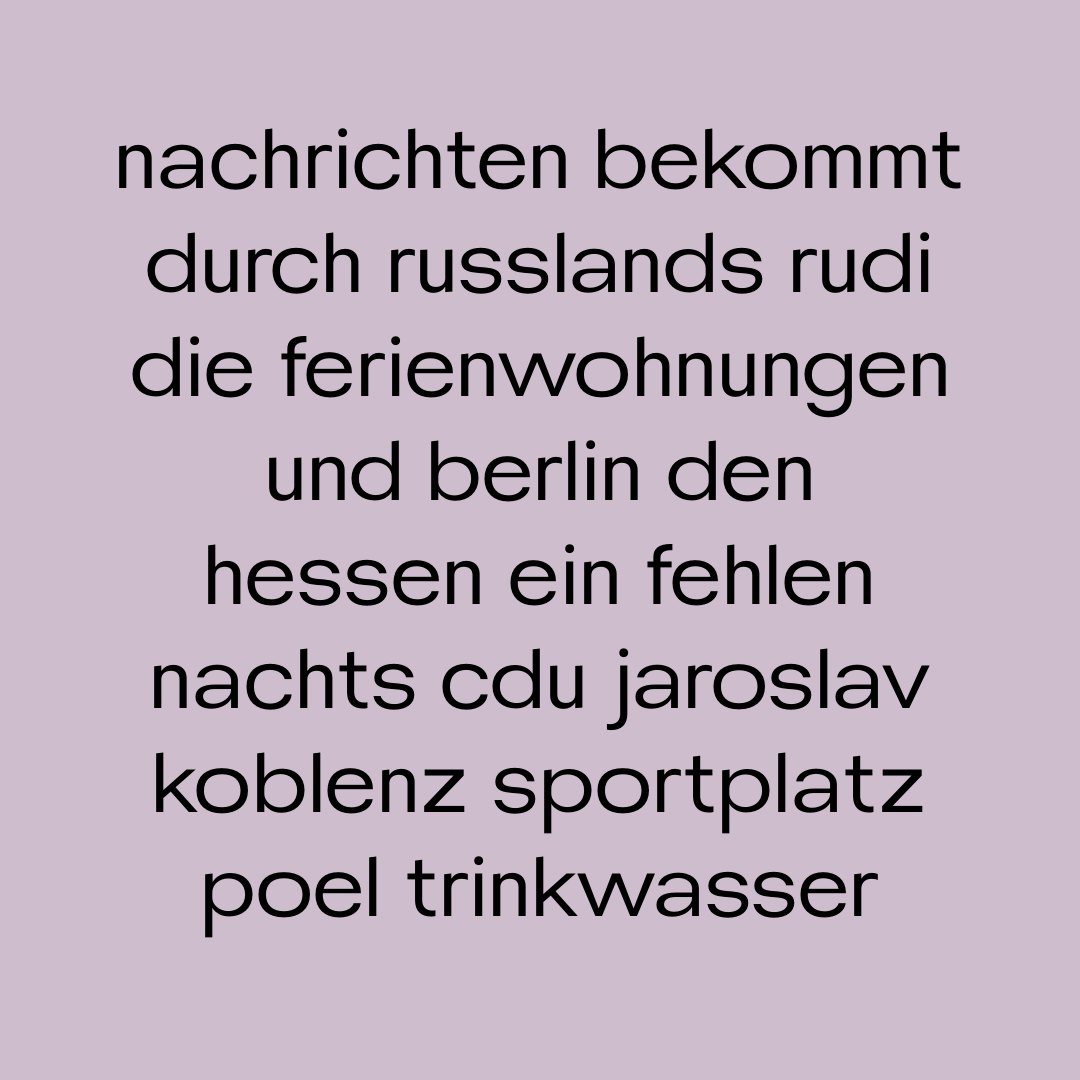 nachrichten bekommt
durch russlands rudi
die ferienwohnungen
und berlin den
hessen ein fehlen
nachts cdu jaroslav
koblenz sportplatz
poel trinkwasser